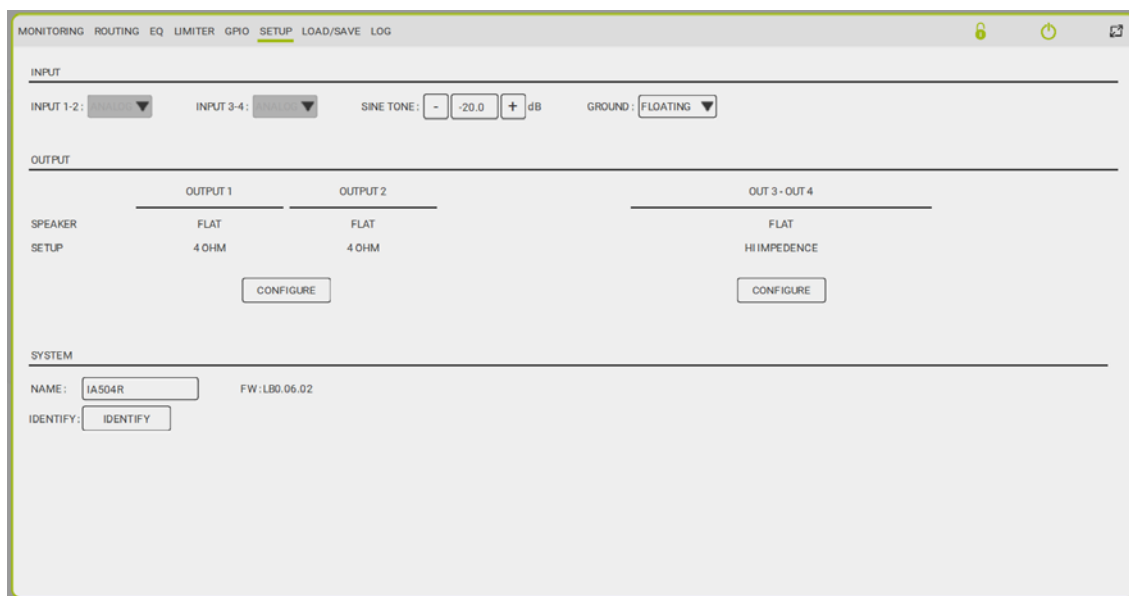 MONITORING ROUTING EQ LIMITER GPIO SETUP LOAD/SAVE LOG
INPUT
INPUT 1-2 : ANALOG INPUT 3-4 : ANALOG SINE TONE : - -20.0 + dB GROUND : FLOATING
OUTPUT
OUTPUT 1 OUTPUT 2 OUT 3 - OUT 4
SPEAKER FLAT FLAT FLAT
SETUP 4 OHM 4 OHM HI IMPEDENCE
CONFIGURE CONFIGURE
SYSTEM
NAME : IA504R FW:LB0.06.02
IDENTIFY : IDENTIFY